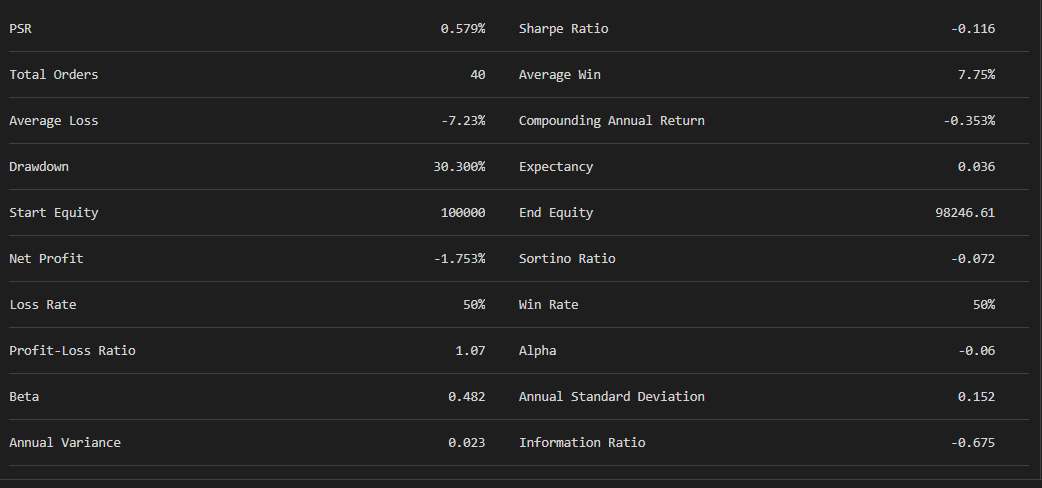 PSR 0.579% Sharpe Ratio -0.116
Total Orders 40 Average Win 7.75%
Average Loss -7.23% Compounding Annual Return -0.353%
Drawdown 30.300% Expectancy 0.036
Start Equity 100000 End Equity 98246.61
Net Profit -1.753% Sortino Ratio -0.072
Loss Rate 50% Win Rate 50%
Profit-Loss Ratio 1.07 Alpha -0.06
Beta 0.482 Annual Standard Deviation 0.152
Annual Variance 0.023 Information Ratio -0.675